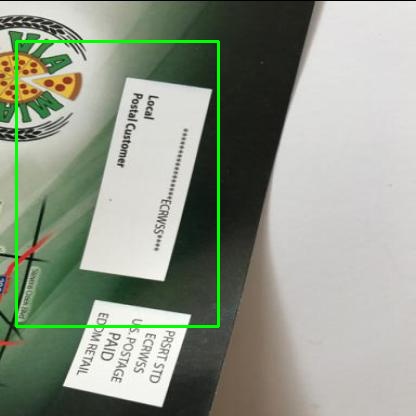 ****************ECRWSS****
Local
Postal Customer
PRSRT STD
ECRWSS
U.S. POSTAGE
PAID
EDDM RETAIL